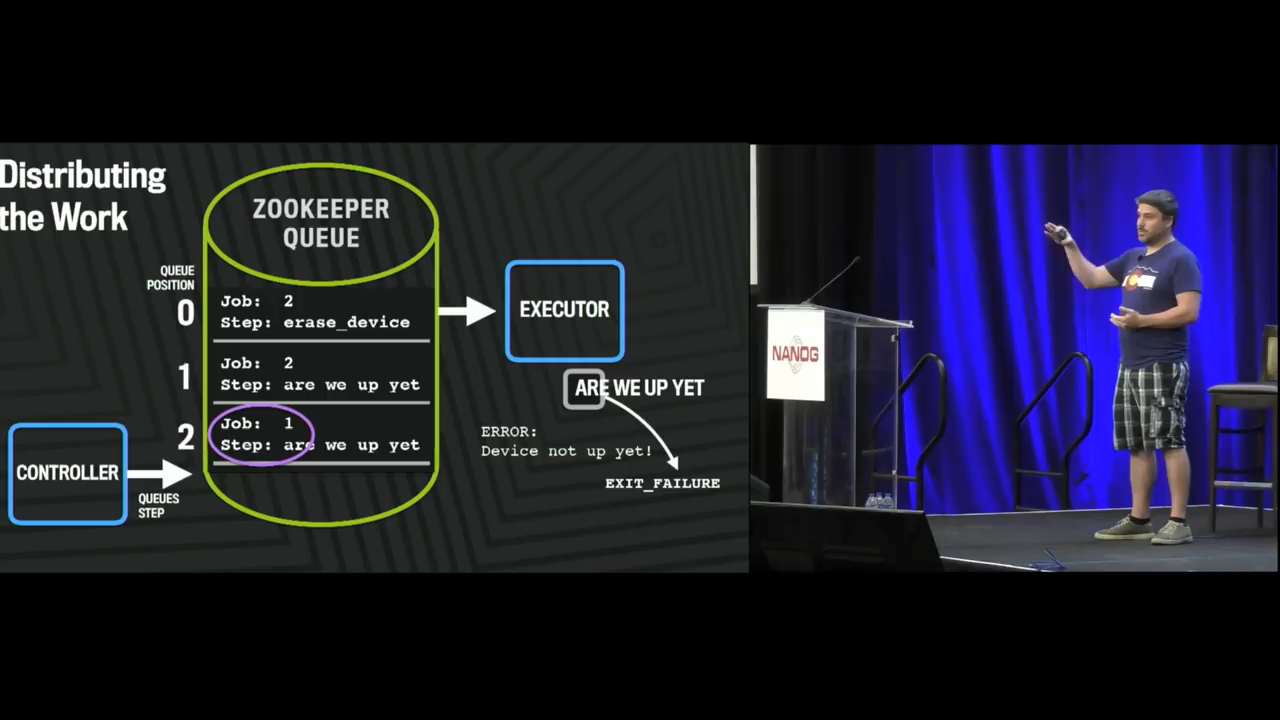 Distributing
the Work
ZOOKEEPER
QUEUE
QUEUE
POSITION
0
Job: 2
Step: erase_device
1
Job: 2
Step: are we up yet
2
Job: 1
Step: are we up yet
CONTROLLER
QUEUES
STEP
EXECUTOR
ARE WE UP YET
ERROR:
Device not up yet!
EXIT_FAILURE
NANOG